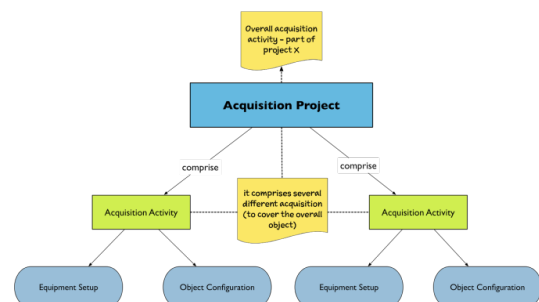 Overall acquisition
activity - part of
project X
Acquisition Project
comprise
comprise
Acquisition Activity
it comprises several
different acquisition
(to cover the overall
object)
Acquisition Activity
Equipment Setup
Object Configuration
Equipment Setup
Object Configuration